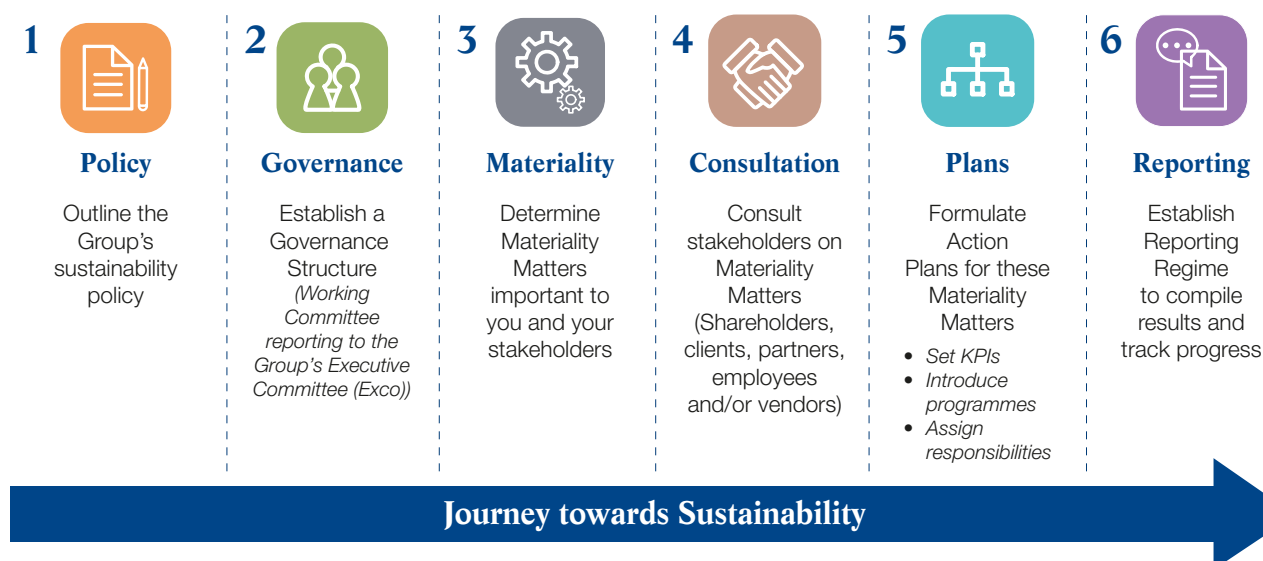 1
Policy
Outline the
Group's
sustainability
policy
2
Governance
Establish a
Governance
Structure
(Working
Committee
reporting to the
Group's Executive
Committee (Exco))
3
Materiality
Determine
Materiality
Matters
important to
you and your
stakeholders
4
Consultation
Consult
stakeholders on
Materiality
Matters
(Shareholders,
clients, partners,
employees
and/or vendors)
5
Plans
Formulate
Action
Plans for these
Materiality
Matters
• Set KPIs
• Introduce
programmes
• Assign
responsibilities
6
Reporting
Establish
Reporting
Regime
to compile
results and
track progress
Journey towards Sustainability